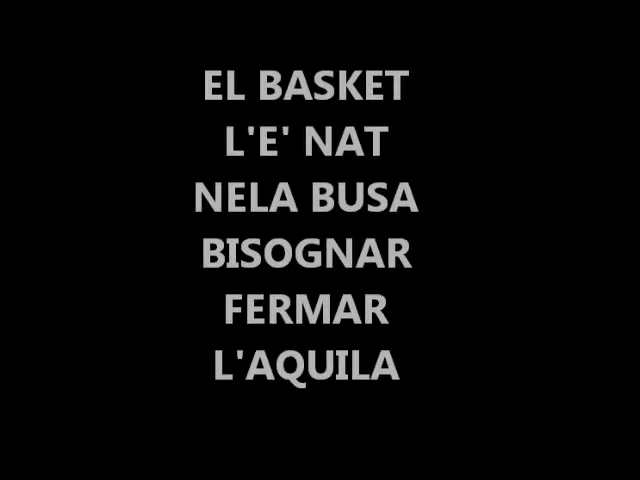 EL BASKET
L'E' NAT
NELA BUSA
BISOGNAR
FERMAR
L'AQUILA